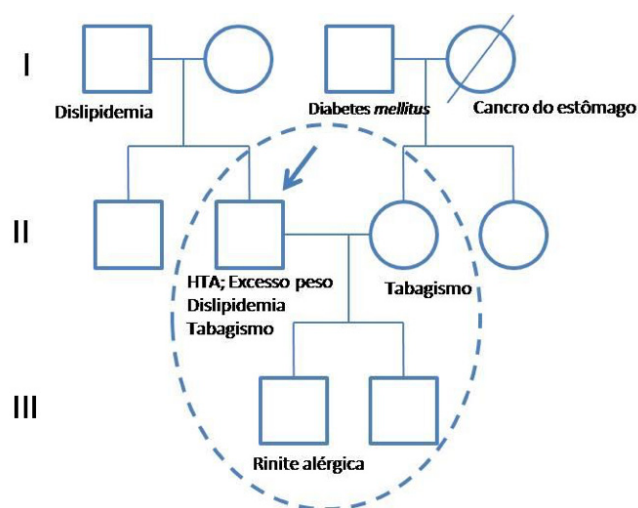 I
Dislipidemia
Diabetes mellitus
Cancro do estômago
II
HTA; Excesso peso
Dislipidemia
Tabagismo
Tabagismo
III
Rinite alérgica